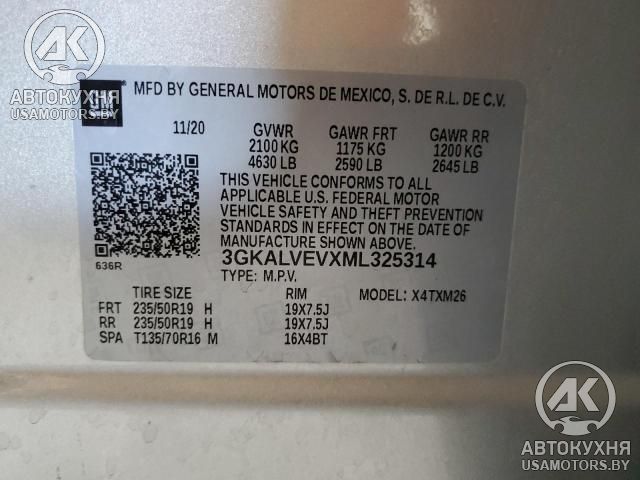 АВТОКУХНЯ
USAMOTORS.BY
GM
MFD BY GENERAL MOTORS DE MEXICO, S. DE R.L. DE C.V.
11/20 GVWR GAWR FRT GAWR RR
2100 KG 1175 KG 1200 KG
4630 LB 2590 LB 2645 LB
THIS VEHICLE CONFORMS TO ALL
APPLICABLE U.S. FEDERAL MOTOR
VEHICLE SAFETY AND THEFT PREVENTION
STANDARDS IN EFFECT ON THE DATE OF
MANUFACTURE SHOWN ABOVE.
636R
3GKALVEVXML325314
TYPE: M.P.V.
TIRE SIZE RIM MODEL: X4TXM26
FRT 235/50R19 H 19X7.5J
RR 235/50R19 H 19X7.5J
SPA T135/70R16 M 16X4BT
АК
АВТОКУХНЯ
USAMOTORS.BY